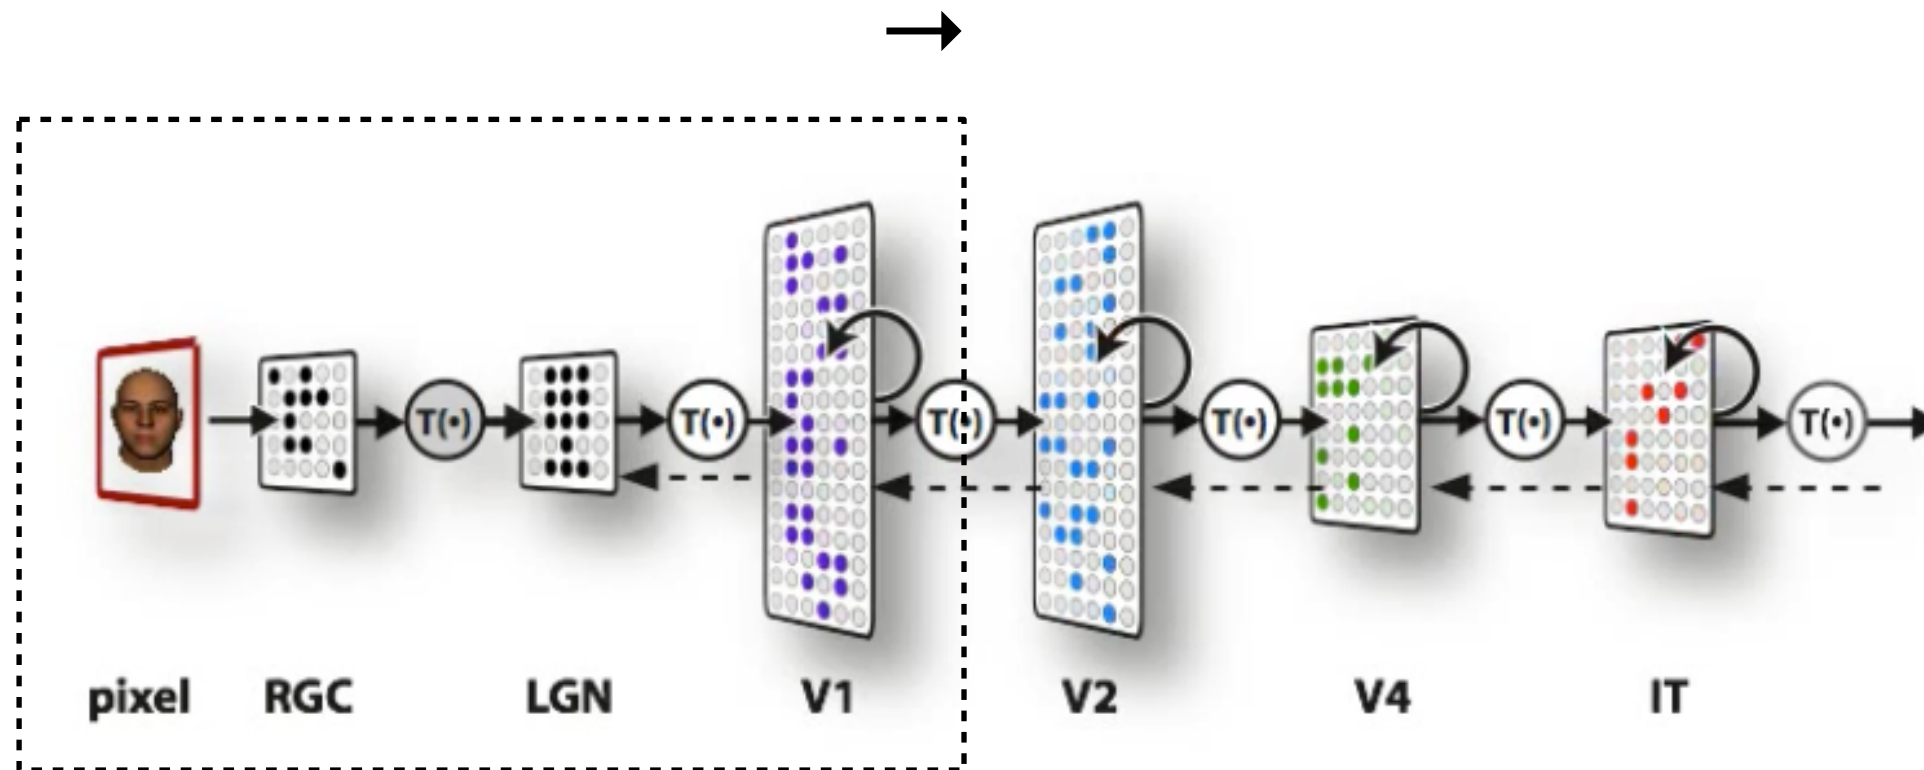 T(•) T(•) T(•) T(•) T(•) T(•)
pixel RGC LGN V1 V2 V4 IT